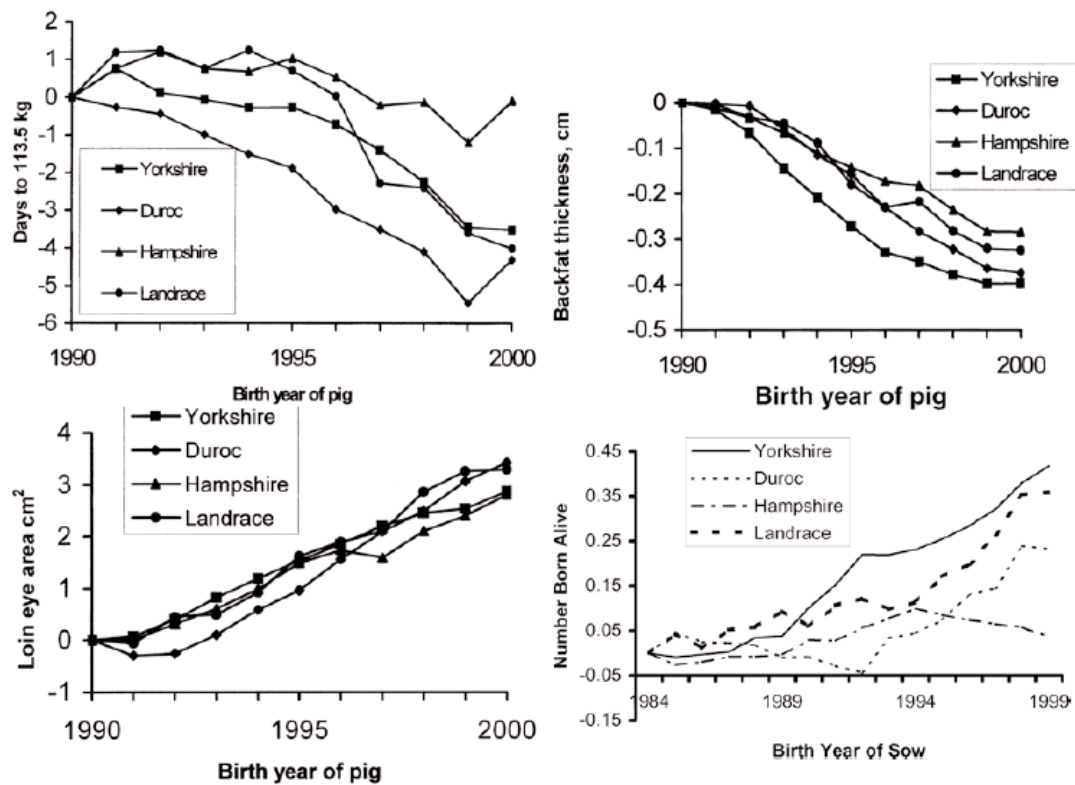 2
1
0
-1
-2
-3
-4
-5
-6
Days to 113.5 kg
Yorkshire
Duroc
Hampshire
Landrace
1990 1995 2000
Birth year of pig
0
-0.1
-0.2
-0.3
-0.4
-0.5
Backfat thickness, cm
Yorkshire
Duroc
Hampshire
Landrace
1990 1995 2000
Birth year of pig
4
3
2
1
0
-1
Loin eye area cm²
Yorkshire
Duroc
Hampshire
Landrace
1990 1995 2000
Birth year of pig
0.45
0.35
0.25
0.15
0.05
-0.05
-0.15
Number Born Alive
Yorkshire
Duroc
Hampshire
Landrace
1984 1989 1994 1999
Birth Year of Sow